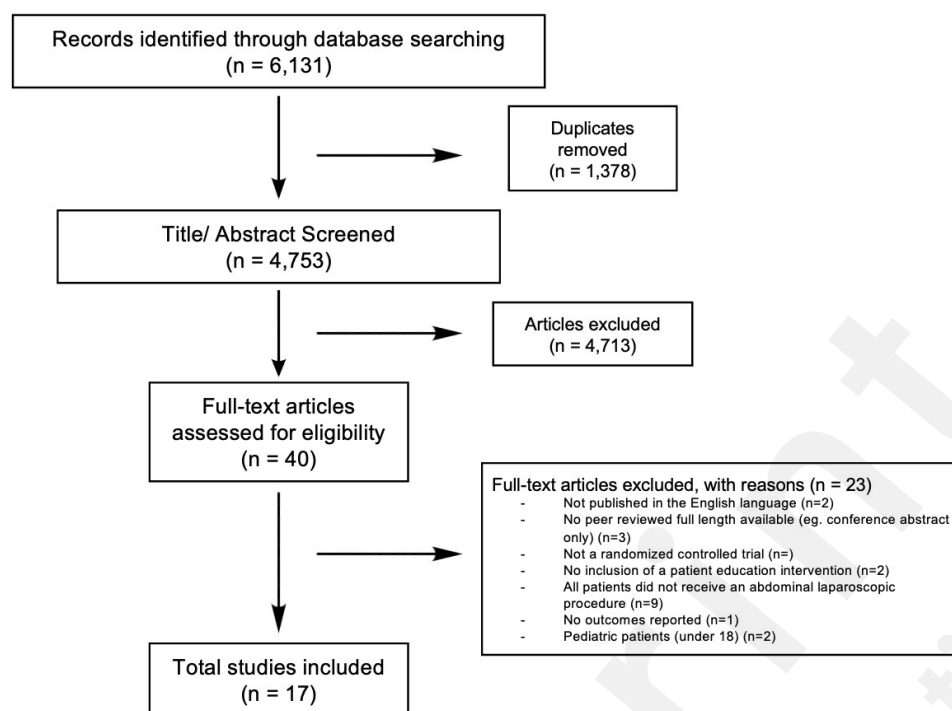 Records identified through database searching
(n = 6,131)
Duplicates
removed
(n = 1,378)
Title/ Abstract Screened
(n = 4,753)
Articles excluded
(n = 4,713)
Full-text articles
assessed for eligibility
(n = 40)
Full-text articles excluded, with reasons (n = 23)
- Not published in the English language (n=2)
- No peer reviewed full length available (eg. conference abstract
only) (n=3)
- Not a randomized controlled trial (n=)
- No inclusion of a patient education intervention (n=2)
- All patients did not receive an abdominal laparoscopic
procedure (n=9)
- No outcomes reported (n=1)
- Pediatric patients (under 18) (n=2)
Total studies included
(n = 17)